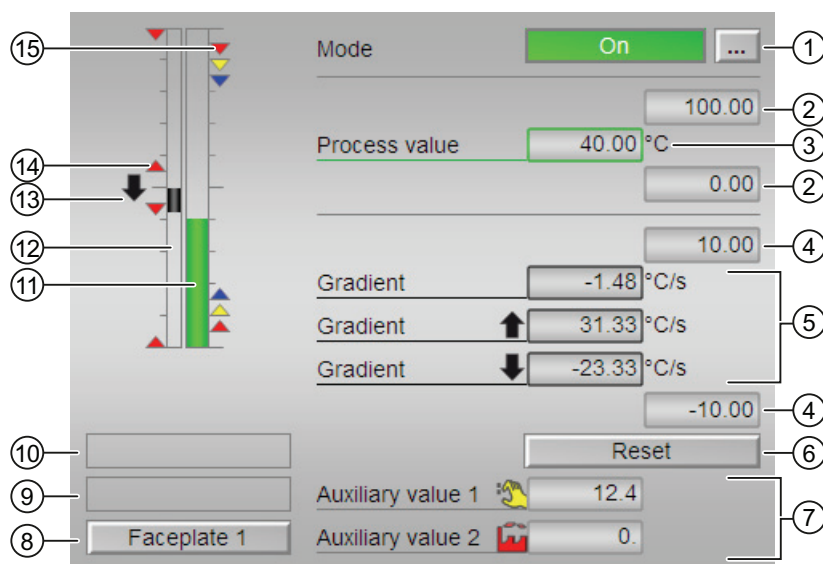 15 Mode On ... 1
100.00 2
14 Process value 40.00 °C 3
13 0.00 2
12 10.00 4
11 Gradient -1.48 °C/s
Gradient 31.33 °C/s 5
Gradient -23.33 °C/s
-10.00 4
10 Reset 6
9 Auxiliary value 1 12.4 7
8 Faceplate 1 Auxiliary value 2 0.